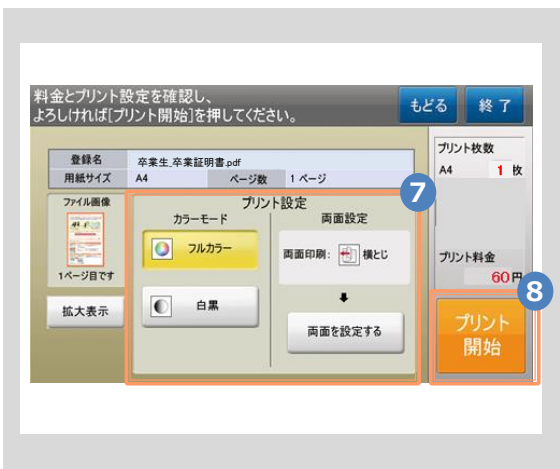 料金とプリント設定を確認し、
よろしければ[プリント開始]を押してください。
もどる
終了
登録名 卒業生_卒業証明書.pdf
用紙サイズ A4 ページ数 1 ページ
ファイル画像
1ページ目です
拡大表示
7
プリント設定
カラーモード
フルカラー
白黒
両面設定
両面印刷: 横とじ
両面を設定する
プリント枚数
A4 1 枚
プリント料金
60円
8
プリント
開始